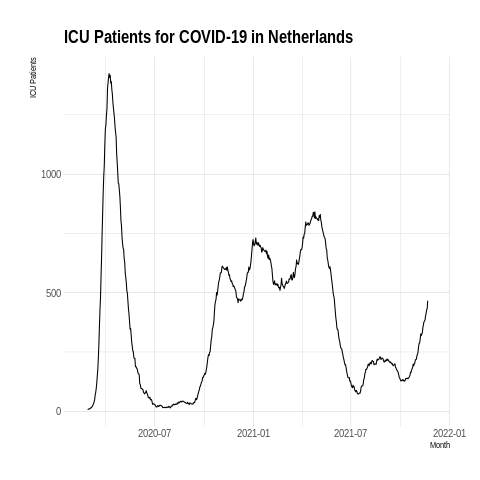 ICU Patients for COVID-19 in Netherlands
ICU Patients
1000
500
0
2020-07
2021-01
2021-07
2022-01
Month